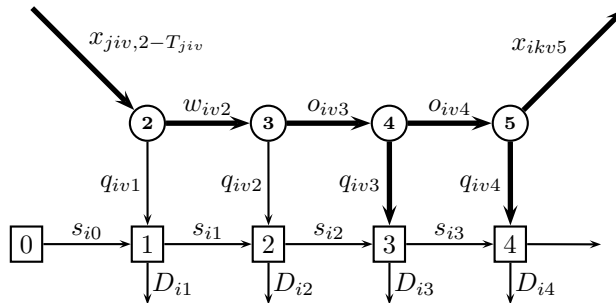 x_{jiv,2-T_{jiv}} x_{ikv5}
w_{iv2} o_{iv3} o_{iv4}
2 3 4 5
q_{iv1} q_{iv2} q_{iv3} q_{iv4}
s_{i0} s_{i1} s_{i2} s_{i3}
0 1 2 3 4
D_{i1} D_{i2} D_{i3} D_{i4}